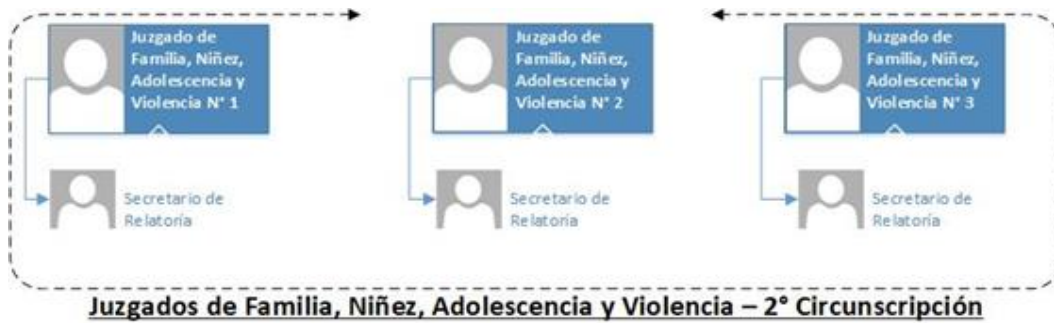 Juzgado de
Familia, Niñez,
Adolescencia y
Violencia N° 1
Juzgado de
Familia, Niñez,
Adolescencia y
Violencia N° 2
Juzgado de
Familia, Niñez,
Adolescencia y
Violencia N° 3
Secretario de
Relatoría
Secretario de
Relatoría
Secretario de
Relatoría
Juzgados de Familia, Niñez, Adolescencia y Violencia – 2° Circunscripción